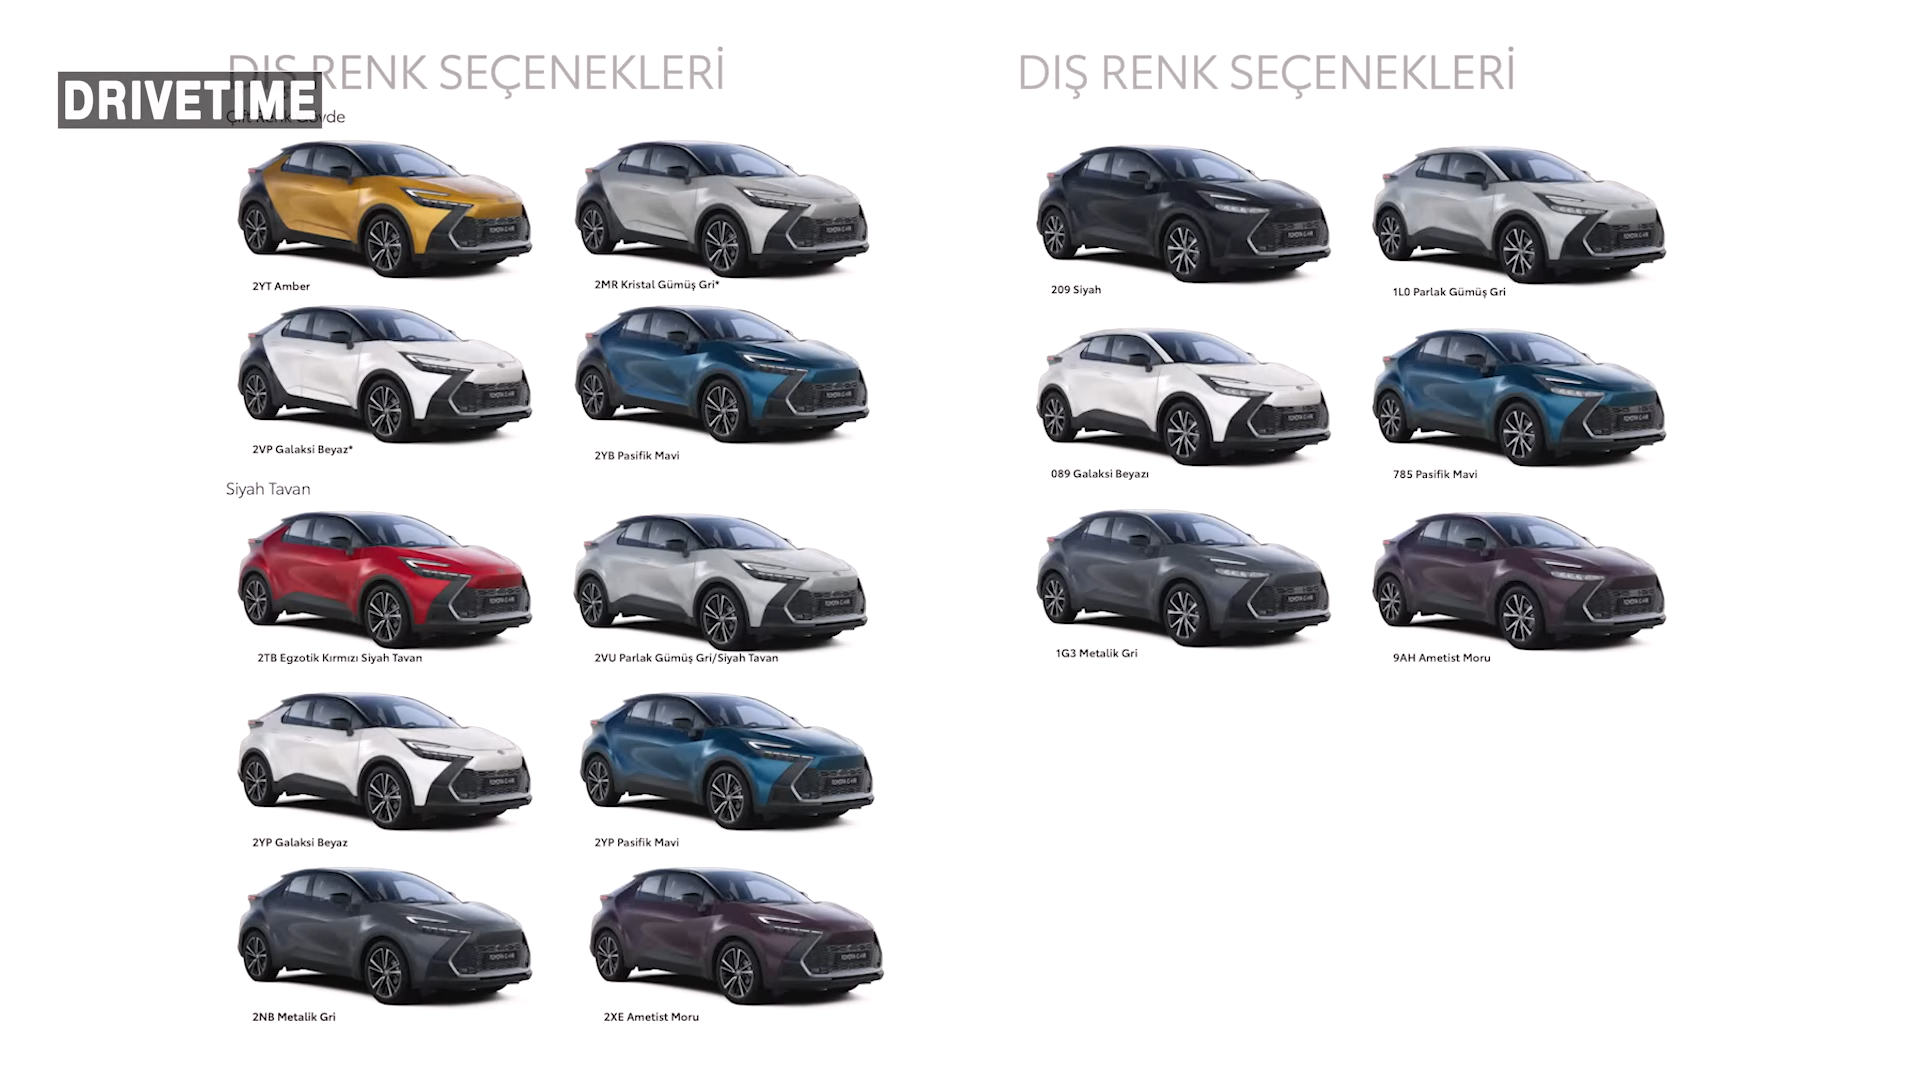 DIŞ RENK SEÇENEKLERİ
DRIVETIME
Çift Renk Gövde
2YT Amber
2MR Kristal Gümüş Gri*
2VP Galaksi Beyaz*
2YB Pasifik Mavi
Siyah Tavan
2TB Egzotik Kırmızı Siyah Tavan
2VU Parlak Gümüş Gri/Siyah Tavan
2YP Galaksi Beyaz
2YP Pasifik Mavi
2NB Metalik Gri
2XE Ametist Moru
DIŞ RENK SEÇENEKLERİ
209 Siyah
1L0 Parlak Gümüş Gri
089 Galaksi Beyazı
785 Pasifik Mavi
1G3 Metalik Gri
9AH Ametist Moru